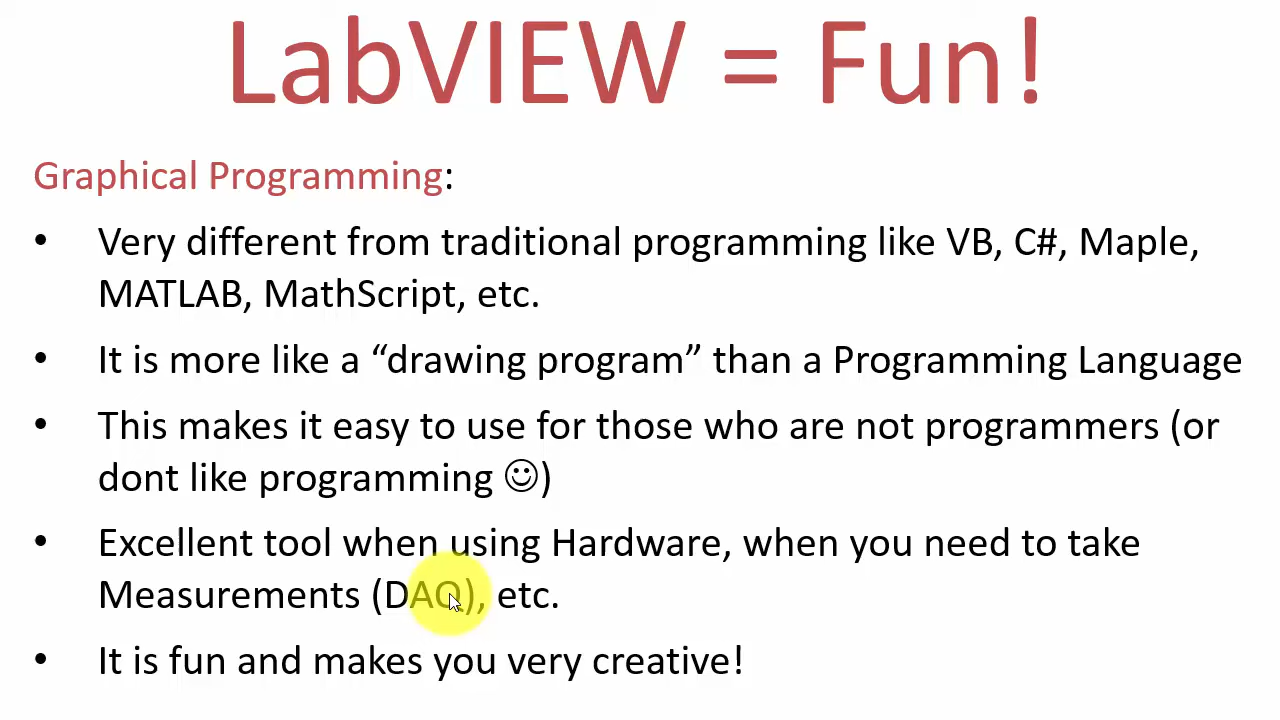 LabVIEW = Fun!
Graphical Programming:
• Very different from traditional programming like VB, C#, Maple,
MATLAB, MathScript, etc.
• It is more like a “drawing program” than a Programming Language
• This makes it easy to use for those who are not programmers (or
dont like programming ☺)
• Excellent tool when using Hardware, when you need to take
Measurements (DAQ), etc.
• It is fun and makes you very creative!